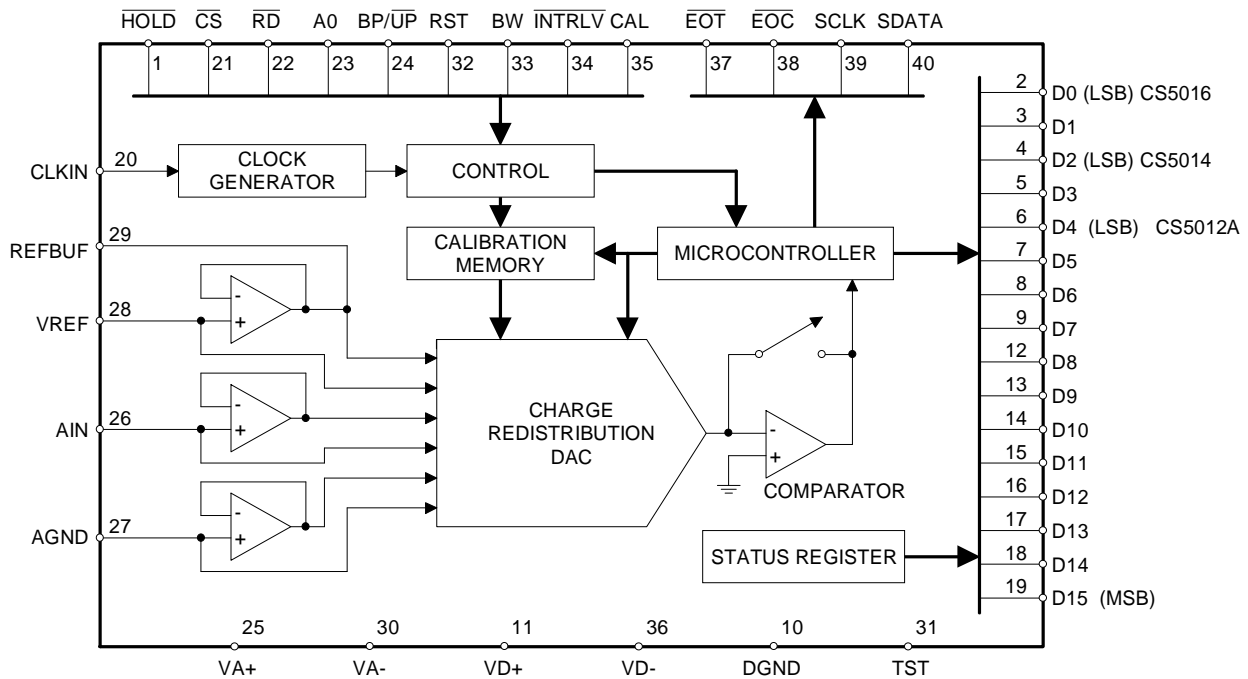 HOLD CS RD A0 BP/UP RST BW INTRLV CAL EOT EOC SCLK SDATA
1 21 22 23 24 32 33 34 35 37 38 39 40
2 D0 (LSB) CS5016
3 D1
4 D2 (LSB) CS5014
5 D3
6 D4 (LSB) CS5012A
7 D5
8 D6
9 D7
12 D8
13 D9
14 D10
15 D11
16 D12
17 D13
18 D14
19 D15 (MSB)
CLKIN 20
CLOCK
GENERATOR
CONTROL
REFBUF 29
CALIBRATION
MEMORY
MICROCONTROLLER
VREF 28
-
+
AIN 26
-
+
AGND 27
-
+
CHARGE
REDISTRIBUTION
DAC
-
+
COMPARATOR
STATUS REGISTER
25 30 11 36 10 31
VA+ VA- VD+ VD- DGND TST